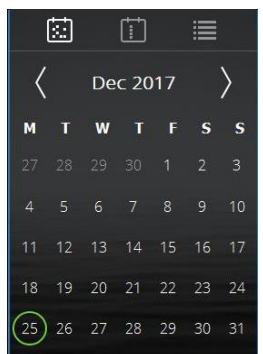 Dec 2017
M T W T F S S
27 28 29 30 1 2 3
4 5 6 7 8 9 10
11 12 13 14 15 16 17
18 19 20 21 22 23 24
25 26 27 28 29 30 31